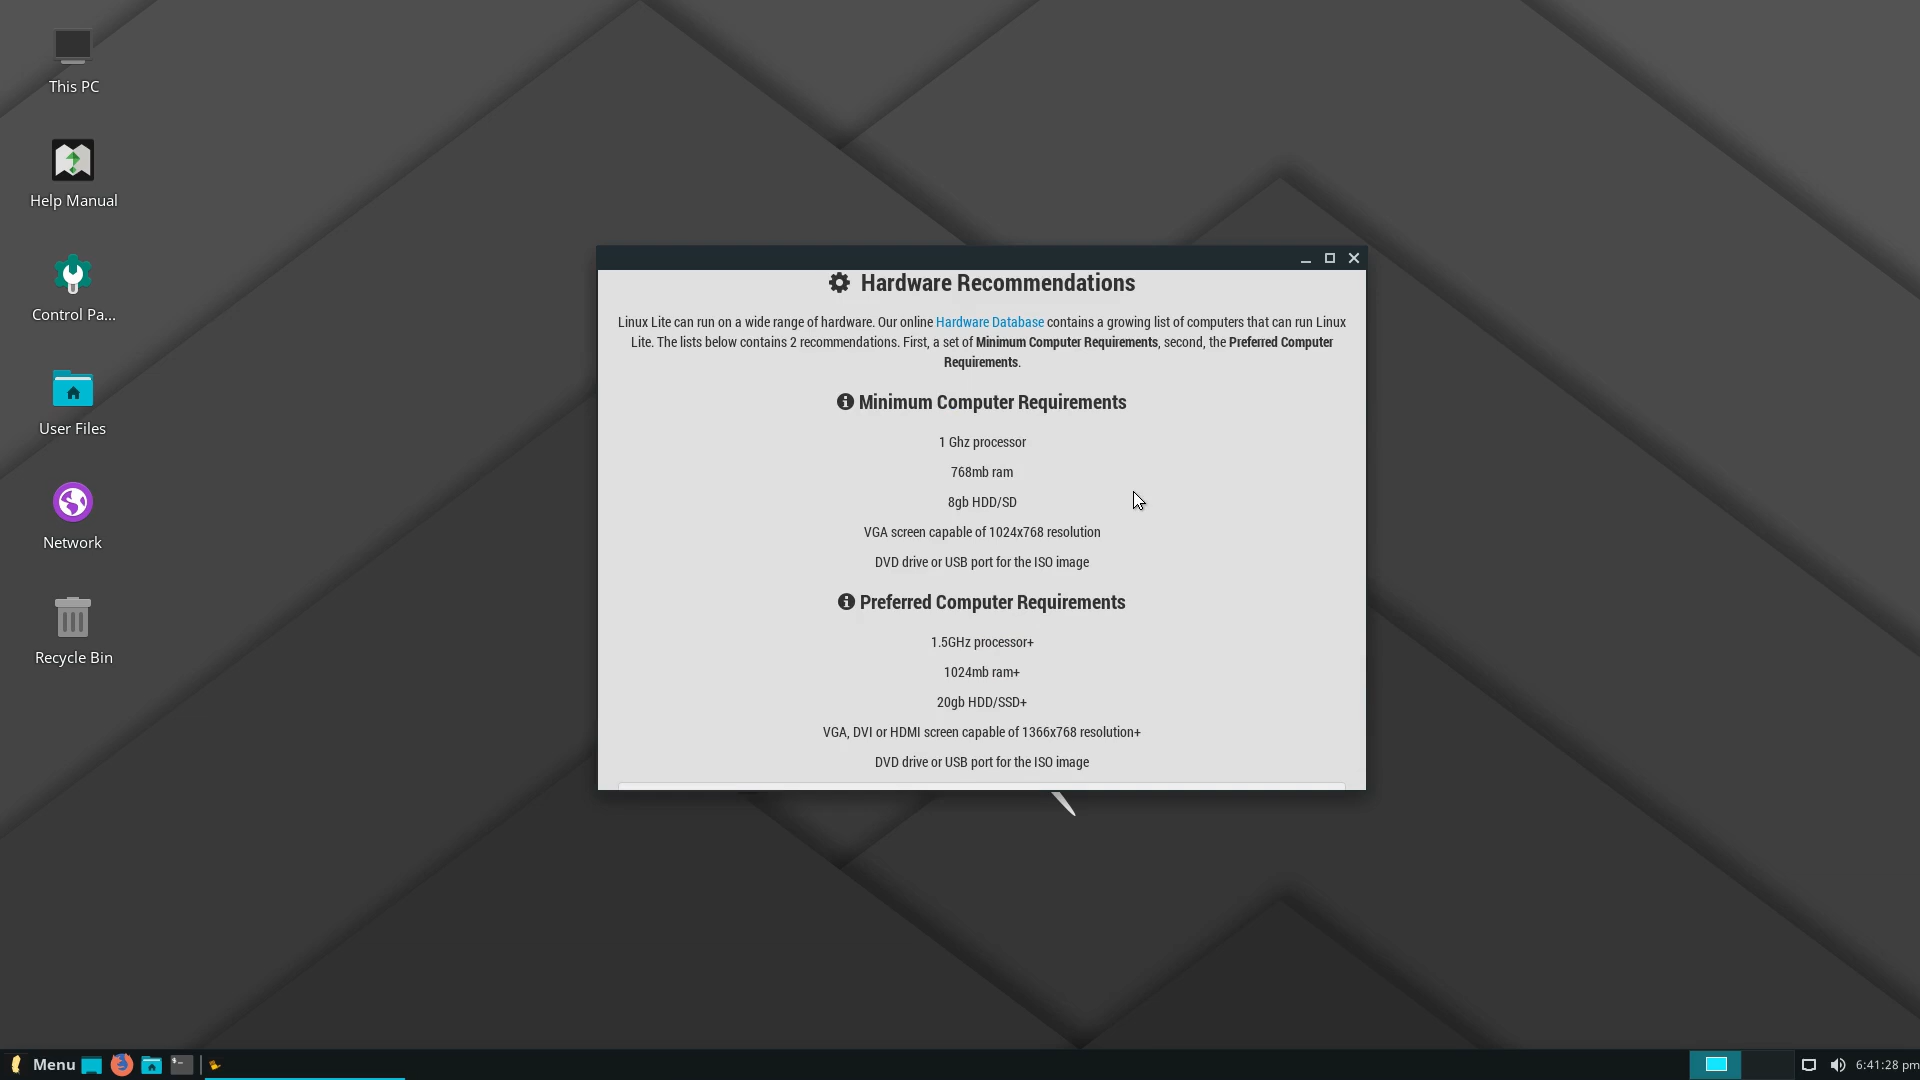 This PC
Help Manual
Control Pa...
User Files
Network
Recycle Bin
Hardware Recommendations
Linux Lite can run on a wide range of hardware. Our online Hardware Database contains a growing list of computers that can run Linux
Lite. The lists below contains 2 recommendations. First, a set of Minimum Computer Requirements, second, the Preferred Computer
Requirements.
Minimum Computer Requirements
1 Ghz processor
768mb ram
8gb HDD/SD
VGA screen capable of 1024x768 resolution
DVD drive or USB port for the ISO image
Preferred Computer Requirements
1.5GHz processor+
1024mb ram+
20gb HDD/SSD+
VGA, DVI or HDMI screen capable of 1366x768 resolution+
DVD drive or USB port for the ISO image
Menu
6:41:28 pm